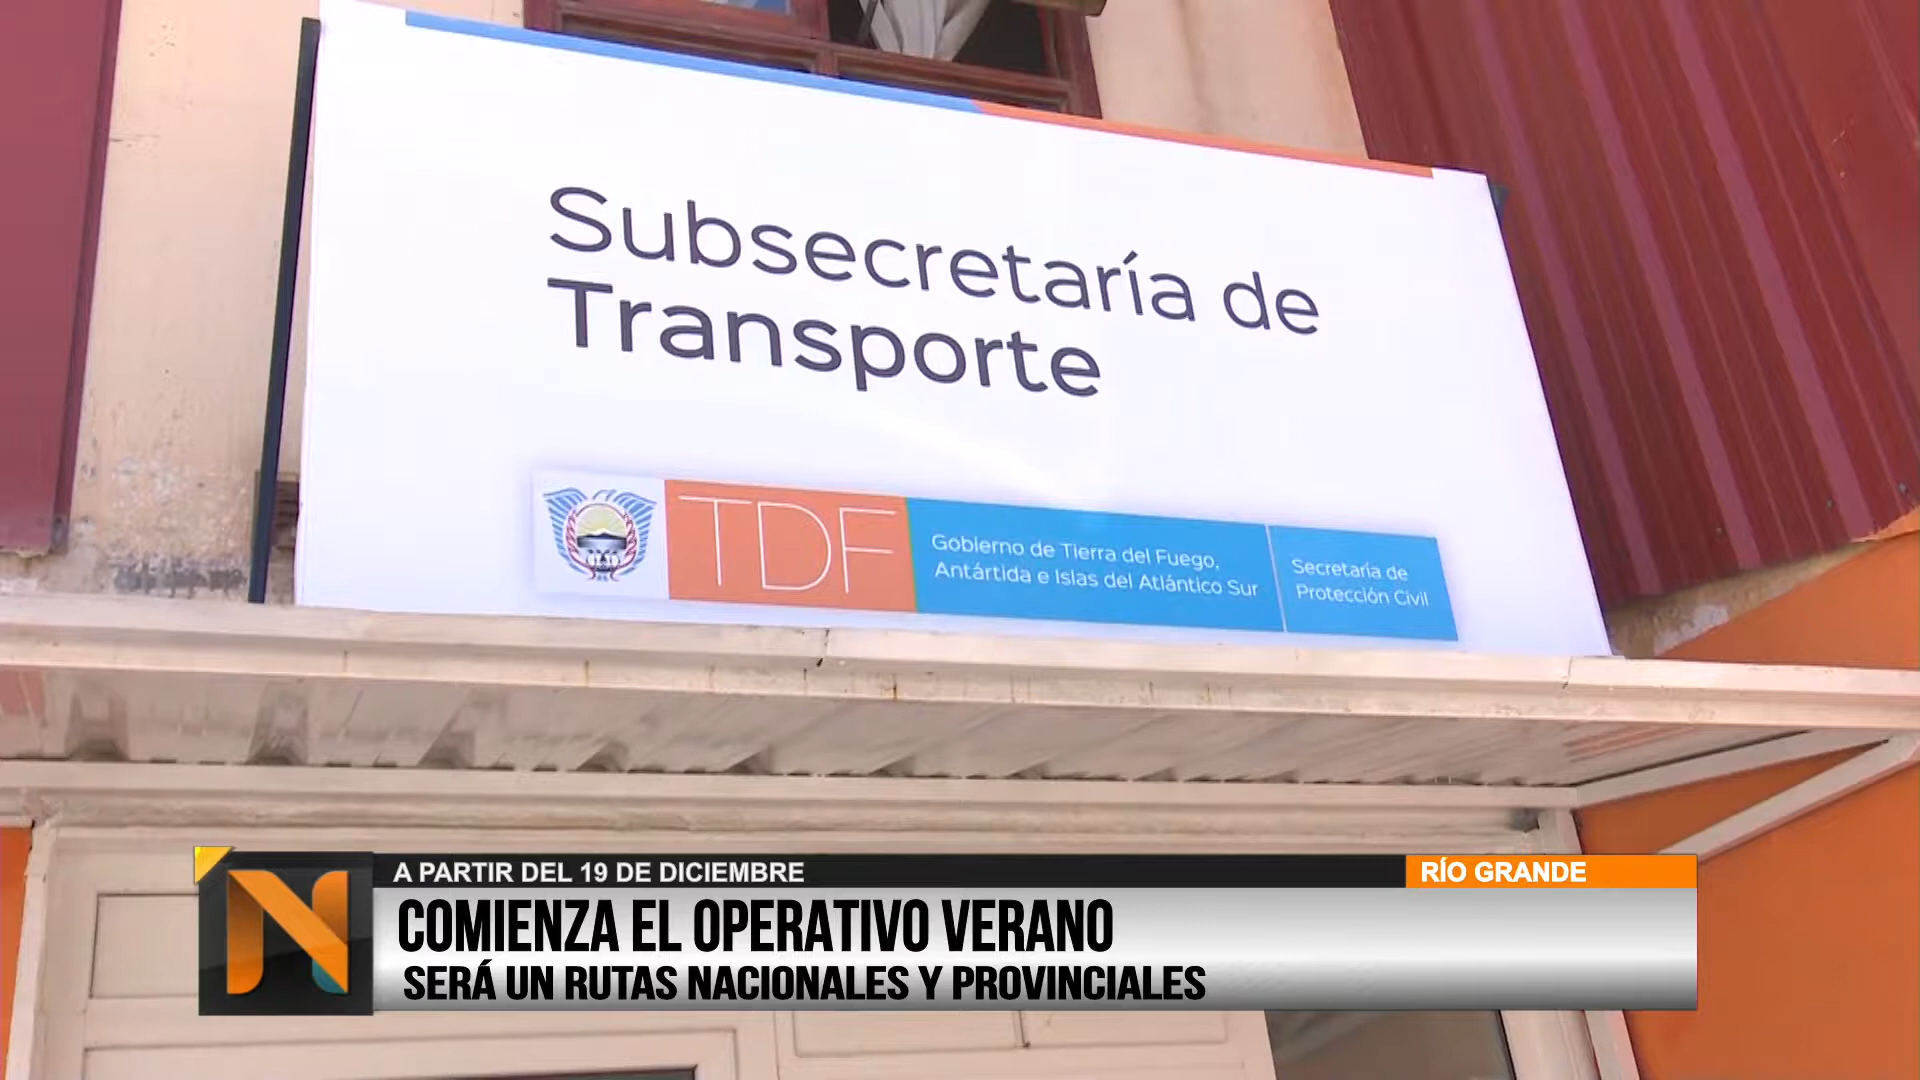 Subsecretaría de
Transporte
TDF
Gobierno de Tierra del Fuego,
Antártida e Islas del Atlántico Sur
Secretaría de
Protección Civil
A PARTIR DEL 19 DE DICIEMBRE
RÍO GRANDE
COMIENZA EL OPERATIVO VERANO
SERÁ UN RUTAS NACIONALES Y PROVINCIALES